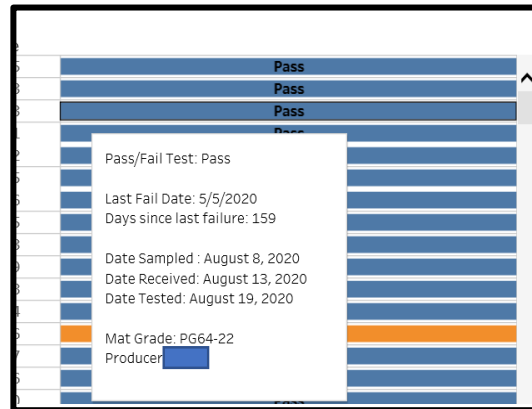 Pass
Pass
Pass
Pass
Pass/Fail Test: Pass
Last Fail Date: 5/5/2020
Days since last failure: 159
Date Sampled : August 8, 2020
Date Received: August 13, 2020
Date Tested: August 19, 2020
Mat Grade: PG64-22
Producer
Pass